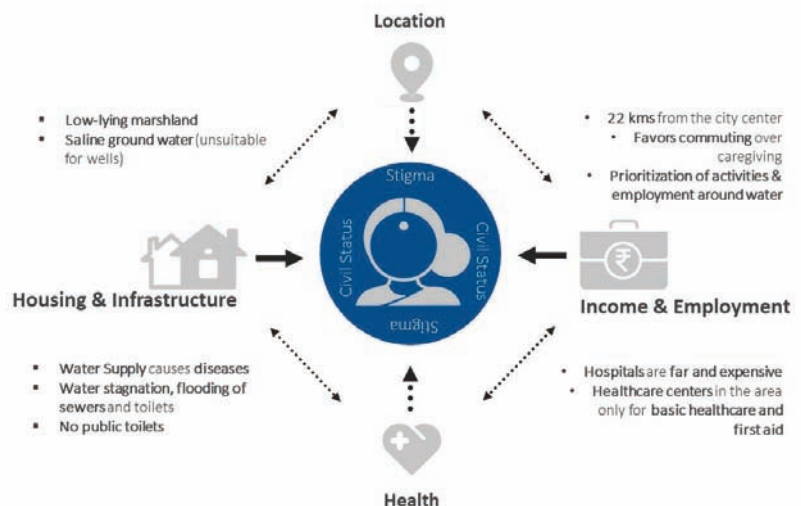 Location
▪ Low-lying marshland
▪ Saline ground water (unsuitable
for wells)
• 22 kms from the city center
• Favors commuting over
caregiving
• Prioritization of activities &
employment around water
Stigma
Civil Status
Civil Status
Stigma
₹
Housing & Infrastructure
Income & Employment
▪ Water Supply causes diseases
▪ Water stagnation, flooding of
sewers and toilets
▪ No public toilets
• Hospitals are far and expensive
• Healthcare centers in the area
only for basic healthcare and
first aid
Health